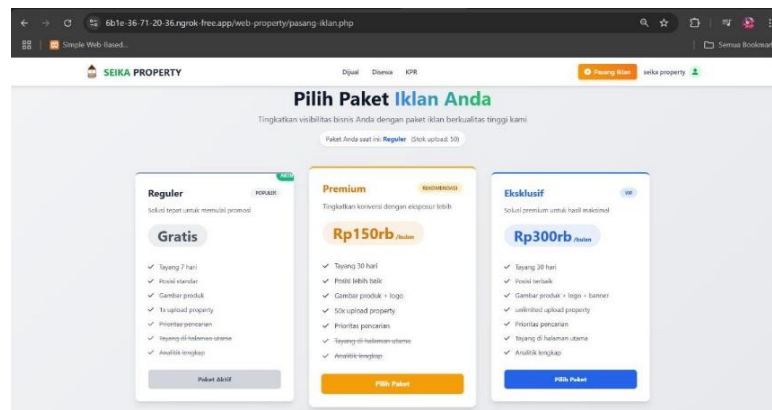 6b1e-36-71-20-36.ngrok-free.app/web-property/pasang-iklan.php
Simple Web-Based...
Semua Bookmark
SEIKA PROPERTY
Dijual Disewa KPR
Pasang Iklan
seika property
Pilih Paket Iklan Anda
Tingkatkan visibilitas bisnis Anda dengan paket iklan berkualitas tinggi kami
Paket Anda saat ini: Reguler (Stok upload: 50)
Reguler
POPULER
Solusi tepat untuk memulai promosi
Gratis
Tayang 7 hari
Posisi standar
Gambar produk
1x upload property
Prioritas pencarian
Tayang di halaman utama
Analitik lengkap
Paket Aktif
Premium
REKOMENDASI
Tingkatkan konversi dengan eksposur lebih
Rp150rb /bulan
Tayang 30 hari
Posisi lebih baik
Gambar produk + logo
50x upload property
Prioritas pencarian
Tayang di halaman utama
Analitik lengkap
Pilih Paket
Eksklusif
VIP
Solusi premium untuk hasil maksimal
Rp300rb /bulan
Tayang 30 hari
Posisi terbaik
Gambar produk + logo + banner
unlimited upload property
Prioritas pencarian
Tayang di halaman utama
Analitik lengkap
Pilih Paket